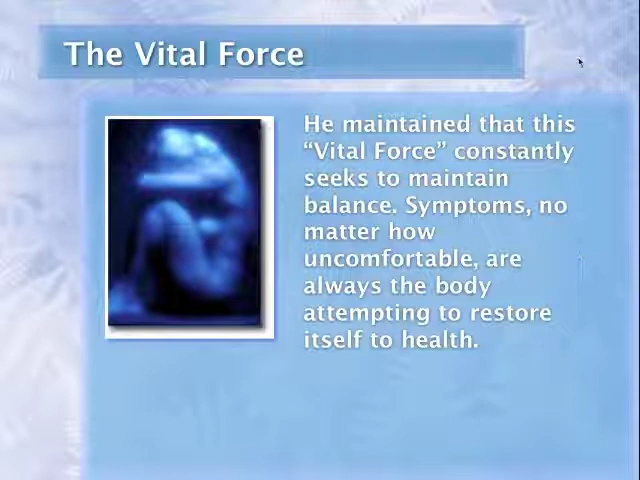 The Vital Force
He maintained that this
“Vital Force” constantly
seeks to maintain
balance. Symptoms, no
matter how
uncomfortable, are
always the body
attempting to restore
itself to health.